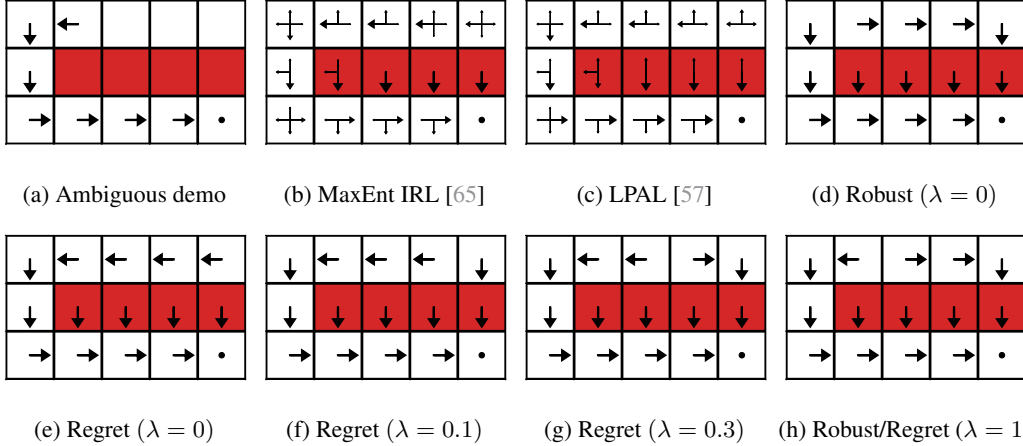 (a) Ambiguous demo
(b) MaxEnt IRL [65]
(c) LPAL [57]
(d) Robust (λ = 0)
(e) Regret (λ = 0)
(f) Regret (λ = 0.1)
(g) Regret (λ = 0.3)
(h) Robust/Regret (λ = 1